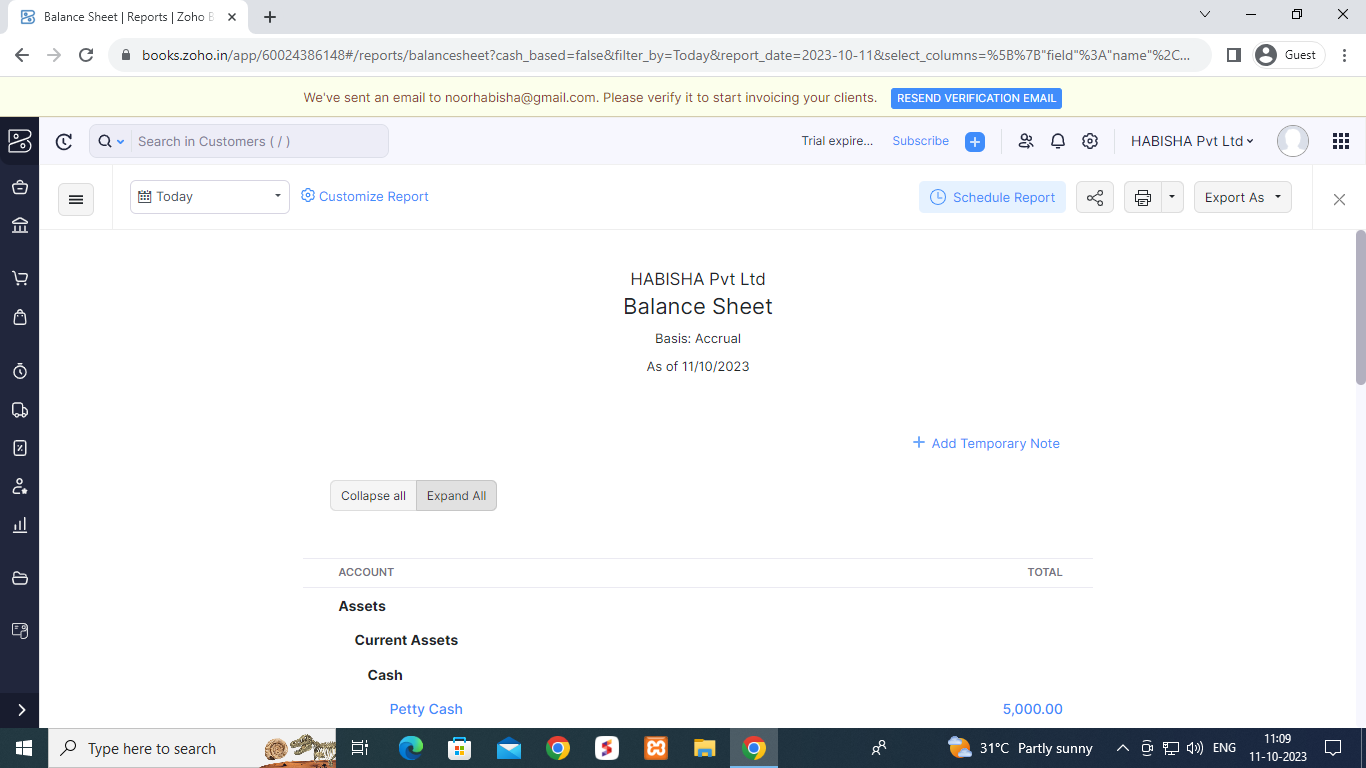 Balance Sheet | Reports | Zoho B
books.zoho.in/app/60024386148#/reports/balancesheet?cash_based=false&filter_by=Today&report_date=2023-10-11&select_columns=%5B%7B"field"%3A"name"%2C...
Guest
We've sent an email to noorhabisha@gmail.com. Please verify it to start invoicing your clients.
RESEND VERIFICATION EMAIL
Search in Customers ( / )
Trial expire...
Subscribe
HABISHA Pvt Ltd
Today
Customize Report
Schedule Report
Export As
HABISHA Pvt Ltd
Balance Sheet
Basis: Accrual
As of 11/10/2023
Add Temporary Note
Collapse all
Expand All
ACCOUNT TOTAL
Assets
Current Assets
Cash
Petty Cash 5,000.00
Type here to search
31°C Partly sunny
ENG
11:09
11-10-2023